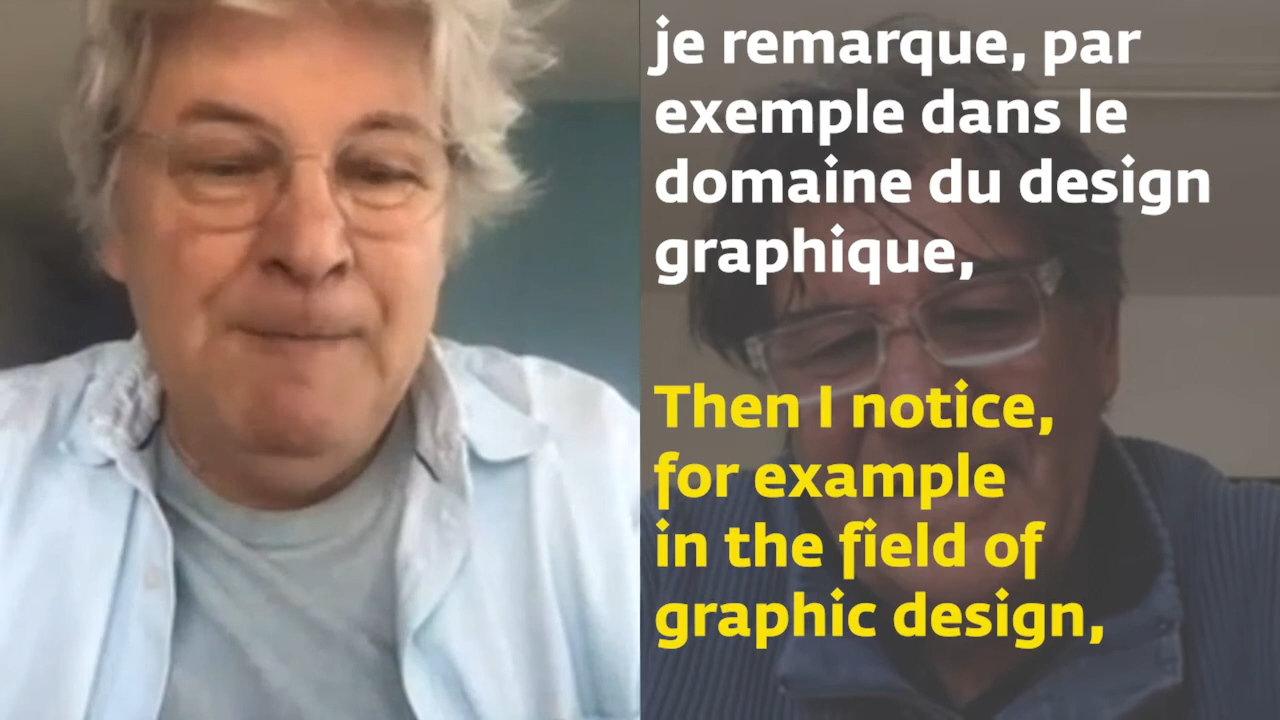 je remarque, par
exemple dans le
domaine du design
graphique,
Then I notice,
for example
in the field of
graphic design,